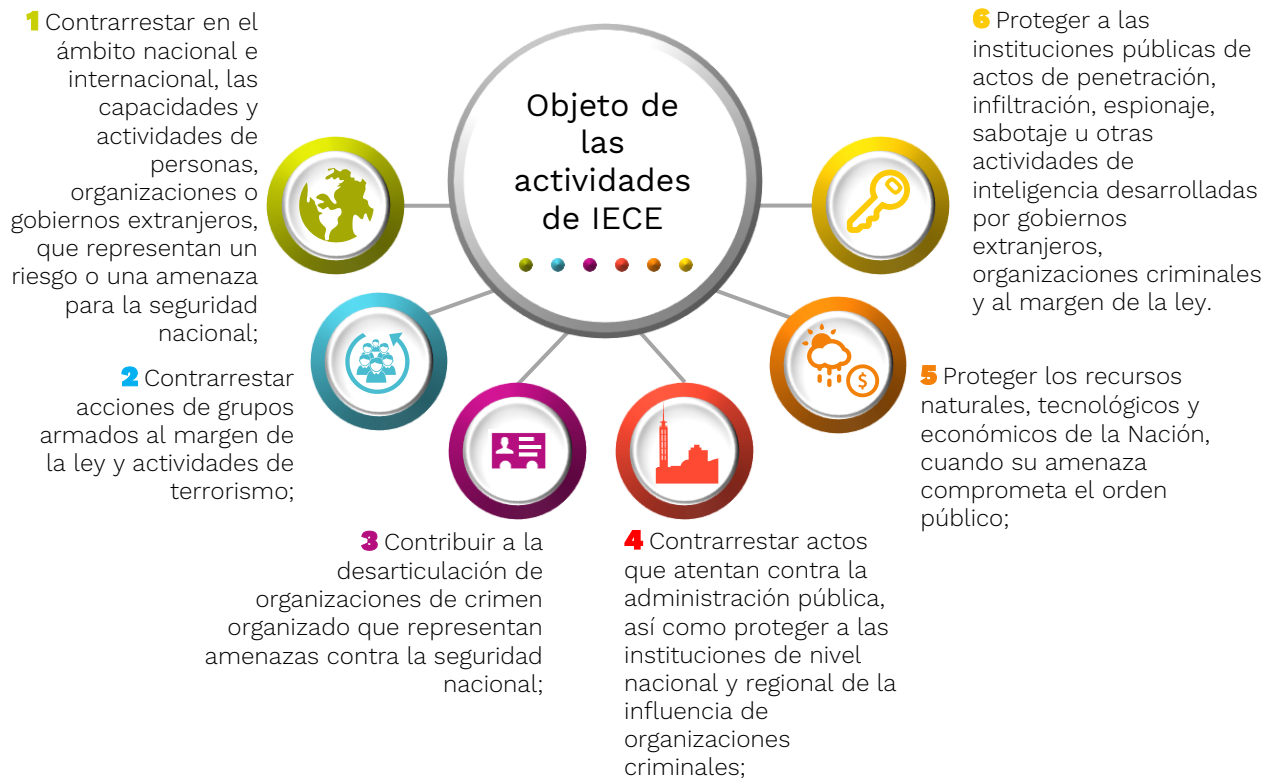 Objeto de
las
actividades
de IECE
1 Contrarrestar en el
ámbito nacional e
internacional, las
capacidades y
actividades de
personas,
organizaciones o
gobiernos extranjeros,
que representan un
riesgo o una amenaza
para la seguridad
nacional;
2 Contrarrestar
acciones de grupos
armados al margen de
la ley y actividades de
terrorismo;
3 Contribuir a la
desarticulación de
organizaciones de crimen
organizado que representan
amenazas contra la seguridad
nacional;
4 Contrarrestar actos
que atentan contra la
administración pública,
así como proteger a las
instituciones de nivel
nacional y regional de la
influencia de
organizaciones
criminales;
5 Proteger los recursos
naturales, tecnológicos y
económicos de la Nación,
cuando su amenaza
comprometa el orden
público;
6 Proteger a las
instituciones públicas de
actos de penetración,
infiltración, espionaje,
sabotaje u otras
actividades de
inteligencia desarrolladas
por gobiernos
extranjeros,
organizaciones criminales
y al margen de la ley.
$